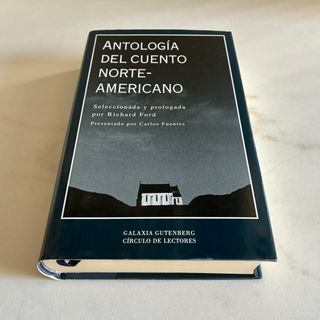 ANTOLOGÍA
DEL CUENTO
NORTE-
AMERICANO
Seleccionada y prologada
por Richard Ford
Presentada por Carlos Fuentes
GALAXIA GUTENBERG
CÍRCULO DE LECTORES